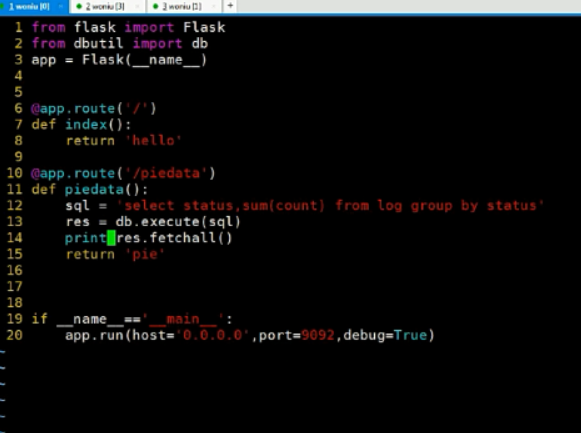 1 woniu [0] 2 woniu [3] 3 woniu [1] +
1 from flask import Flask
2 from dbutil import db
3 app = Flask(__name__)
4
5
6 @app.route('/')
7 def index():
8     return 'hello'
9
10 @app.route('/piedata')
11 def piedata():
12     sql = 'select status,sum(count) from log group by status'
13     res = db.execute(sql)
14     print res.fetchall()
15     return 'pie'
16
17
18
19 if __name__=='__main__':
20     app.run(host='0.0.0.0',port=9092,debug=True)
~
~
~
~
~